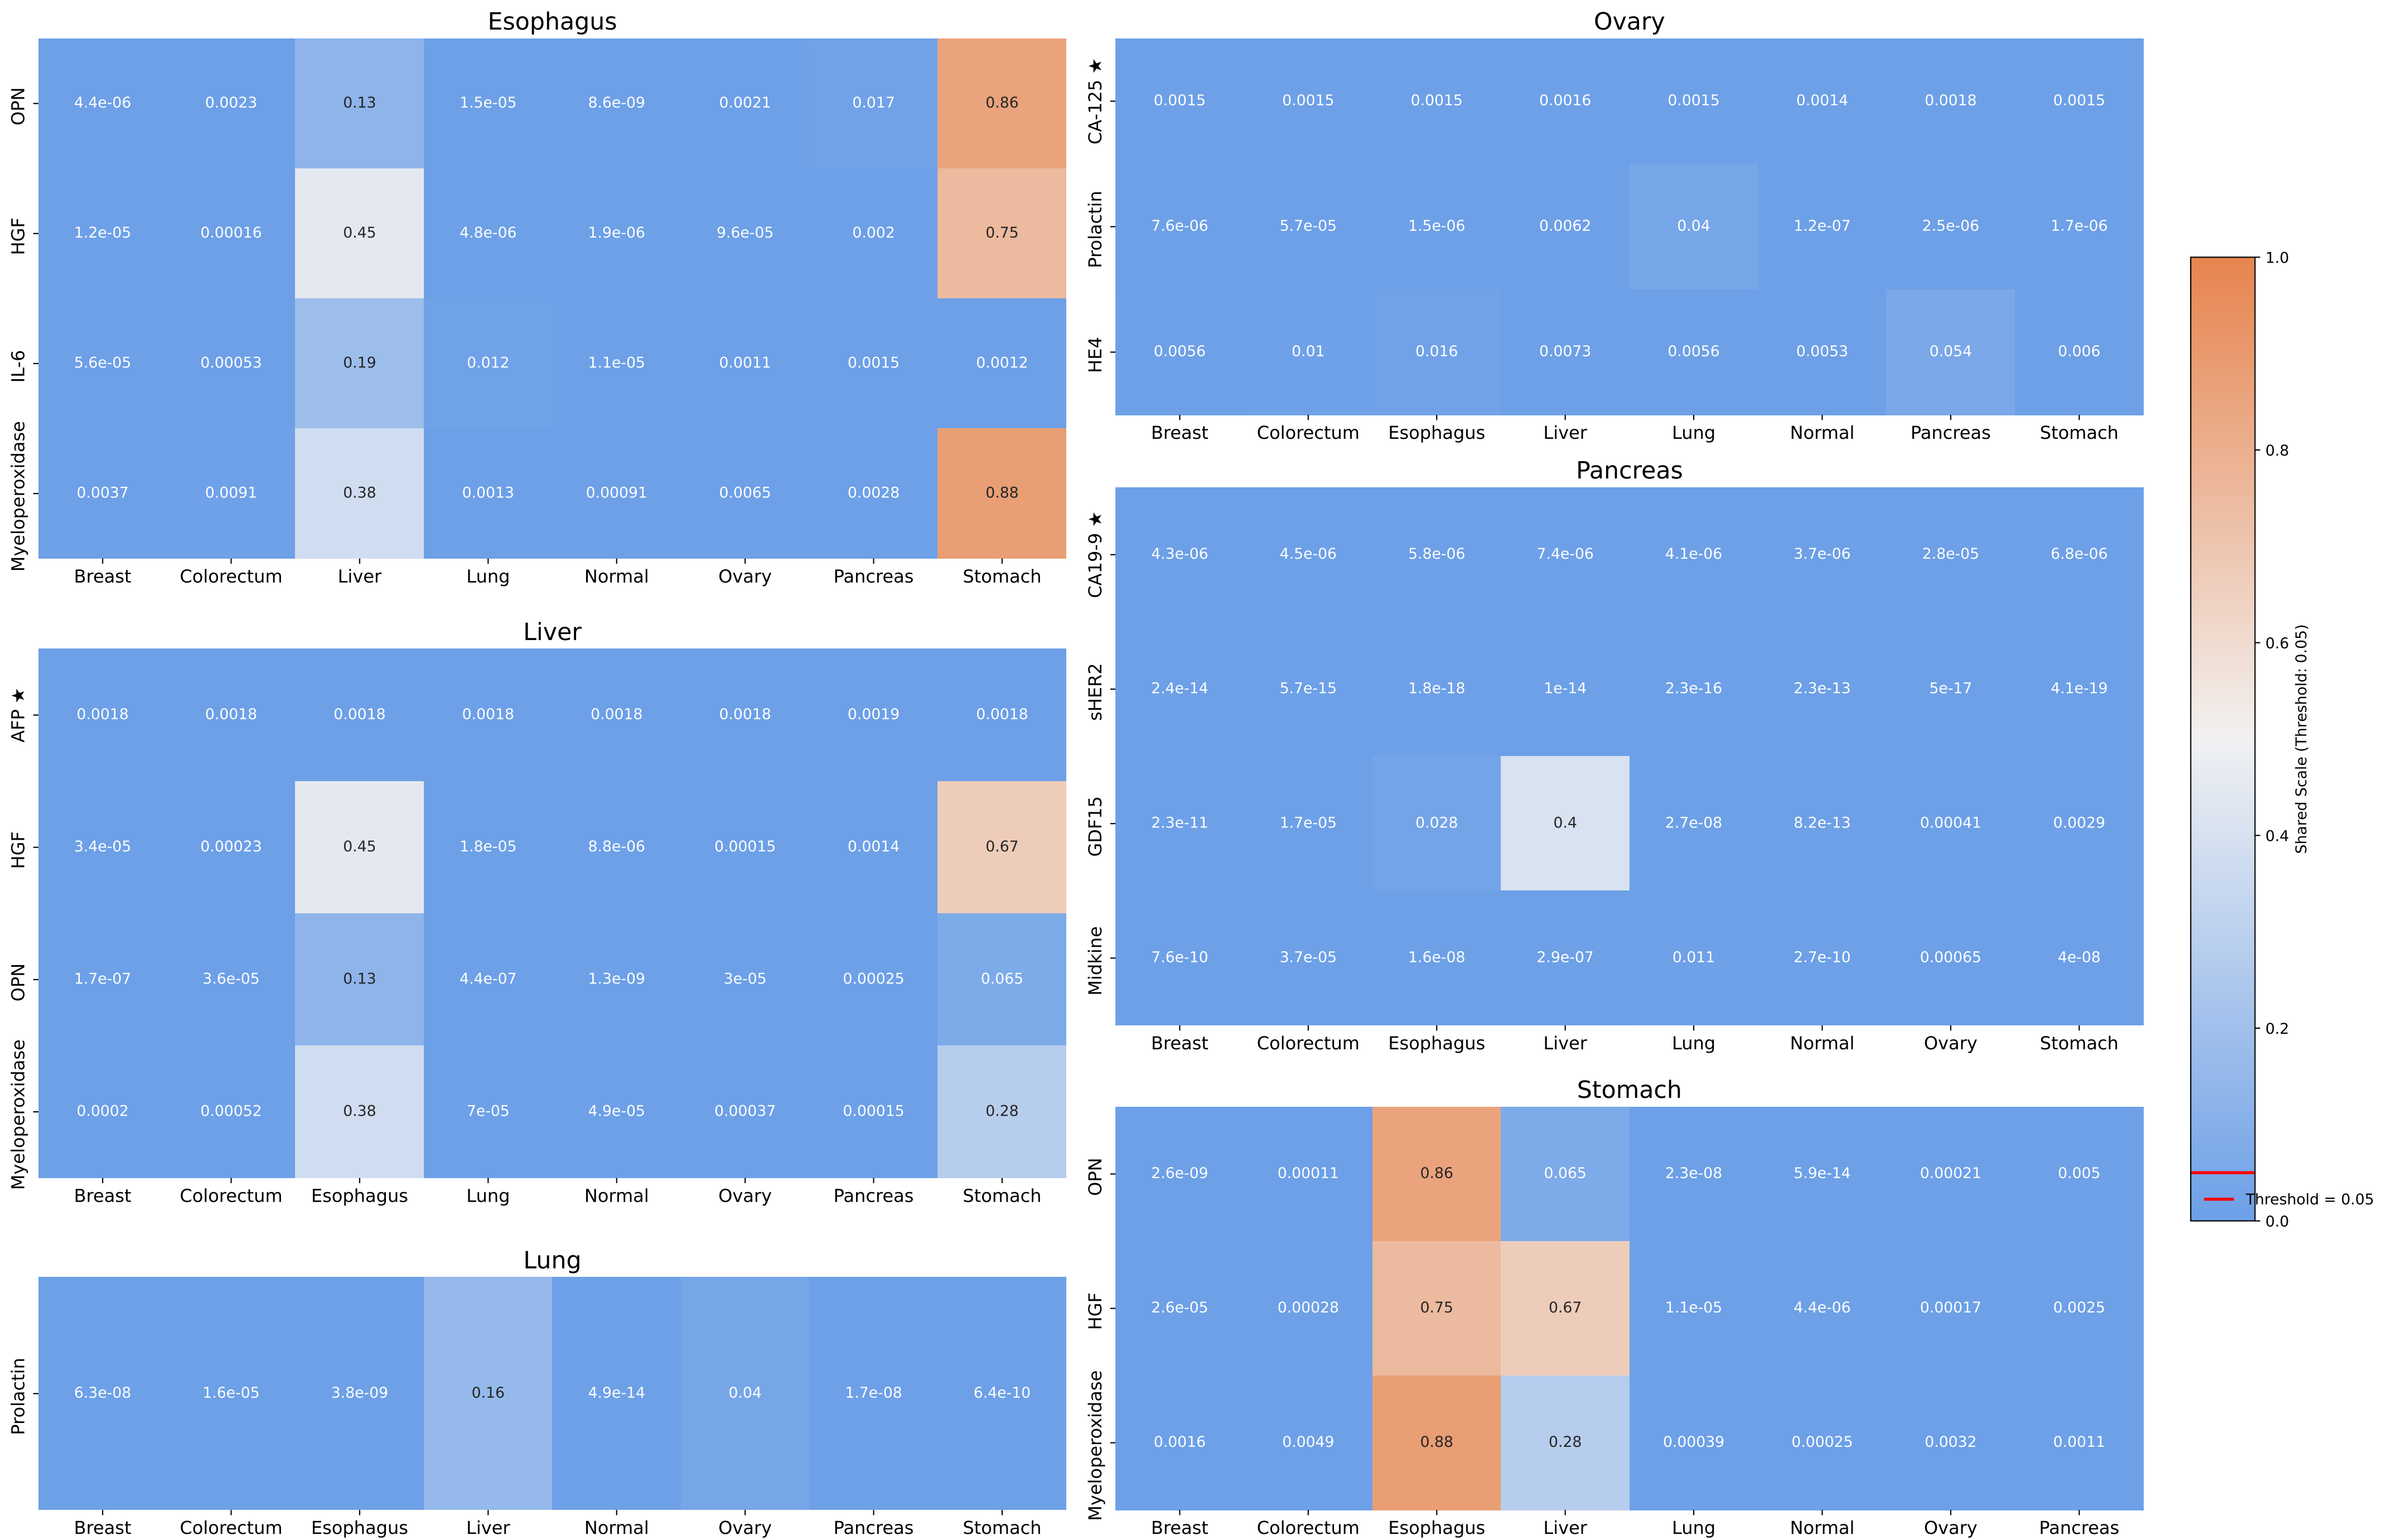 Esophagus
OPN 4.4e-06 0.0023 0.13 1.5e-05 8.6e-09 0.0021 0.017 0.86
HGF 1.2e-05 0.00016 0.45 4.8e-06 1.9e-06 9.6e-05 0.002 0.75
IL-6 5.6e-05 0.00053 0.19 0.012 1.1e-05 0.0011 0.0015 0.0012
Myeloperoxidase 0.0037 0.0091 0.38 0.0013 0.00091 0.0065 0.0028 0.88
Breast Colorectum Liver Lung Normal Ovary Pancreas Stomach
Liver
AFP ★ 0.0018 0.0018 0.0018 0.0018 0.0018 0.0018 0.0019 0.0018
HGF 3.4e-05 0.00023 0.45 1.8e-05 8.8e-06 0.00015 0.0014 0.67
OPN 1.7e-07 3.6e-05 0.13 4.4e-07 1.3e-09 3e-05 0.00025 0.065
Myeloperoxidase 0.0002 0.00052 0.38 7e-05 4.9e-05 0.00037 0.00015 0.28
Breast Colorectum Esophagus Lung Normal Ovary Pancreas Stomach
Lung
Prolactin 6.3e-08 1.6e-05 3.8e-09 0.16 4.9e-14 0.04 1.7e-08 6.4e-10
Breast Colorectum Esophagus Liver Normal Ovary Pancreas Stomach
Ovary
CA-125 ★ 0.0015 0.0015 0.0015 0.0016 0.0015 0.0014 0.0018 0.0015
Prolactin 7.6e-06 5.7e-05 1.5e-06 0.0062 0.04 1.2e-07 2.5e-06 1.7e-06
HE4 0.0056 0.01 0.016 0.0073 0.0056 0.0053 0.054 0.006
Breast Colorectum Esophagus Liver Lung Normal Pancreas Stomach
Pancreas
CA19-9 ★ 4.3e-06 4.5e-06 5.8e-06 7.4e-06 4.1e-06 3.7e-06 2.8e-05 6.8e-06
sHER2 2.4e-14 5.7e-15 1.8e-18 1e-14 2.3e-16 2.3e-13 5e-17 4.1e-19
GDF15 2.3e-11 1.7e-05 0.028 0.4 2.7e-08 8.2e-13 0.00041 0.0029
Midkine 7.6e-10 3.7e-05 1.6e-08 2.9e-07 0.011 2.7e-10 0.00065 4e-08
Breast Colorectum Esophagus Liver Lung Normal Ovary Stomach
Stomach
OPN 2.6e-09 0.00011 0.86 0.065 2.3e-08 5.9e-14 0.00021 0.005
HGF 2.6e-05 0.00028 0.75 0.67 1.1e-05 4.4e-06 0.00017 0.0025
Myeloperoxidase 0.0016 0.0049 0.88 0.28 0.00039 0.00025 0.0032 0.0011
Breast Colorectum Esophagus Liver Lung Normal Ovary Pancreas
1.0
0.8
0.6
0.4
0.2
0.0
Shared Scale (Threshold: 0.05)
Threshold = 0.05